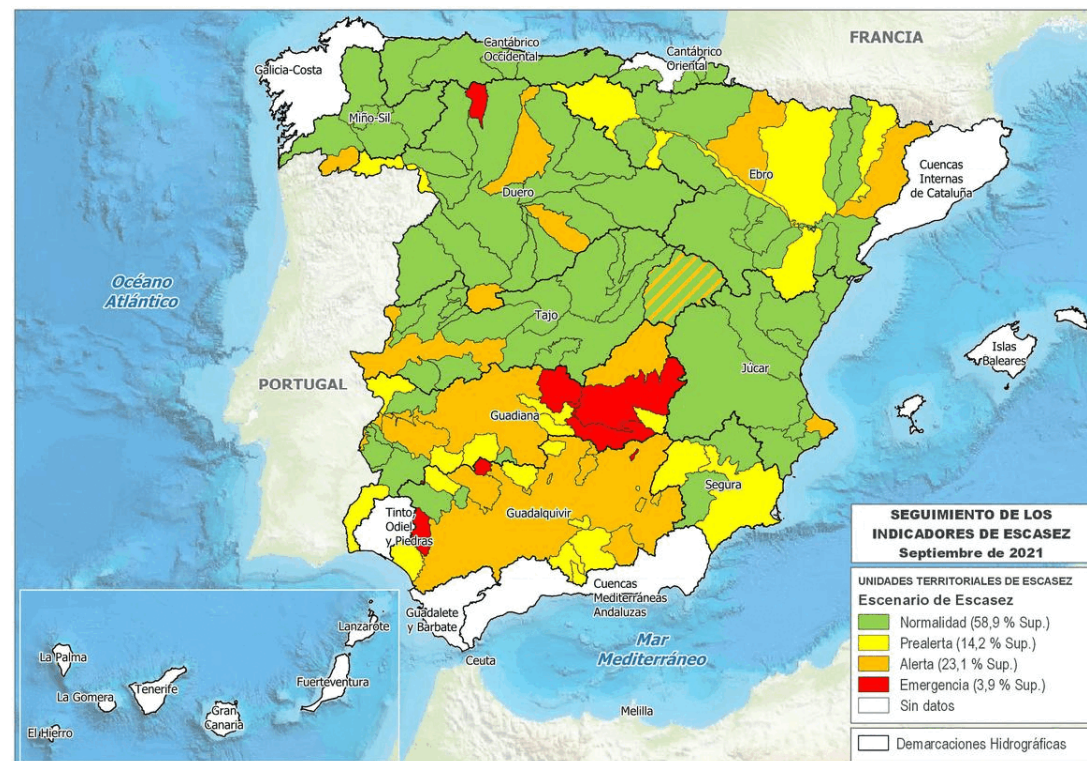 FRANCIA
Cantábrico
Occidental
Cantábrico
Oriental
Galicia-Costa
Miño-Sil
Cuencas
Internas
de Cataluña
Ebro
Duero
Océano
Atlántico
Tajo
Islas
Baleares
Júcar
PORTUGAL
Guadiana
Segura
Tinto,
Odiel
y Piedras
Guadalquivir
Cuencas
Mediterráneas
Andaluzas
Guadalete
y Barbate
Mar
Mediterráneo
Ceuta
Melilla
Lanzarote
La Palma
Fuerteventura
Tenerife
La Gomera
Gran
Canaria
El Hierro
SEGUIMIENTO DE LOS
INDICADORES DE ESCASEZ
Septiembre de 2021
UNIDADES TERRITORIALES DE ESCASEZ
Escenario de Escasez
Normalidad (58,9 % Sup.)
Prealerta (14,2 % Sup.)
Alerta (23,1 % Sup.)
Emergencia (3,9 % Sup.)
Sin datos
Demarcaciones Hidrográficas